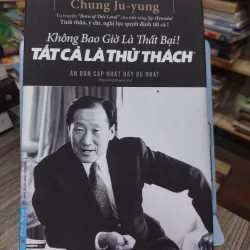 Chung Ju-yung
Tự truyện "Born of This Land" của nhà sáng lập Hyundai
Tinh thần, ý chí, nghị lực quyết định tất cả!
Không Bao Giờ Là Thất Bại!
TẤT CẢ LÀ THỬ THÁCH
ẤN BẢN CẬP NHẬT ĐẦY ĐỦ NHẤT